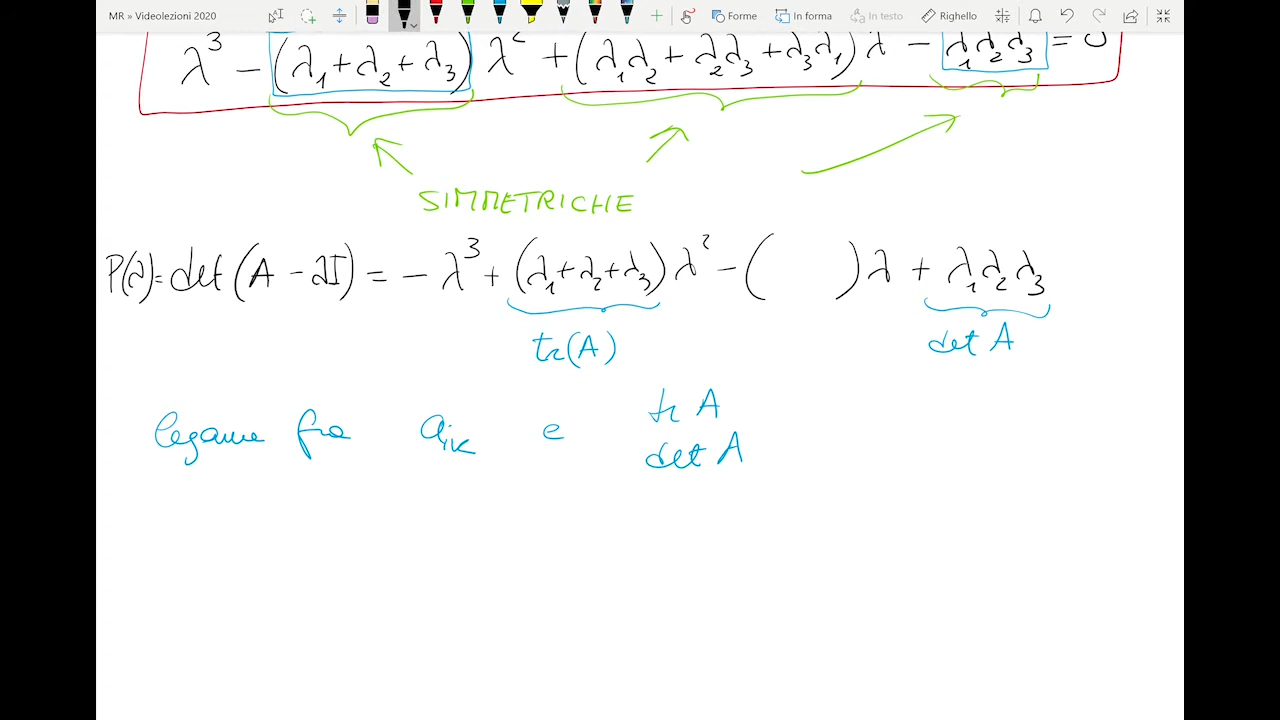 MR » Videolezioni 2020 Forme In forma In testo Righello
λ³ - (λ₁ + λ₂ + λ₃) λ² + (λ₁λ₂ + λ₂λ₃ + λ₃λ₁) λ - λ₁λ₂λ₃ = 0
SIMMETRICHE
P(λ) = det (A - λI) = - λ³ + (λ₁ + λ₂ + λ₃) λ² - ( ) λ + λ₁λ₂λ₃
tr(A) det A
legame fra aᵢₖ e tr A
det A